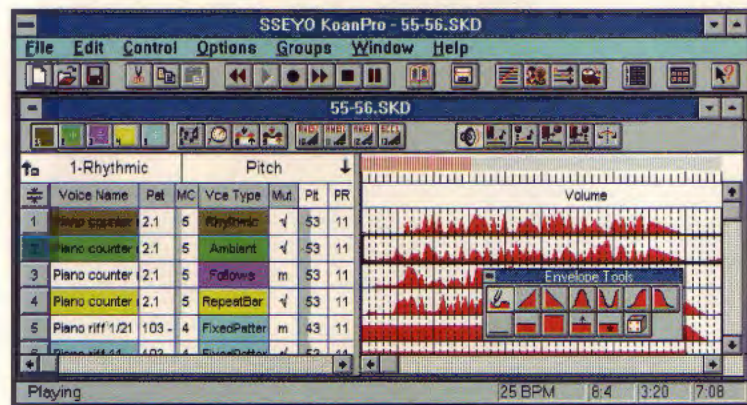 SSEYO KoanPro - 55-56.SKD
File Edit Control Options Groups Window Help
55-56.SKD
1-Rhythmic Pitch Volume
Voice Name Pat MC Vce Type Mut Pit PR
1 Piano counter 2.1 5 Rhythmic √ 53 11
2 Piano counter 2.1 5 Ambient √ 53 11
3 Piano counter 2.1 5 Follows m 53 11
4 Piano counter 2.1 5 RepeatBar √ 53 11
Envelope Tools
5 Piano riff 1/21 103 - 4 FixedPatter m 43 11
Playing 25 BPM 8:4 3:20 7:08